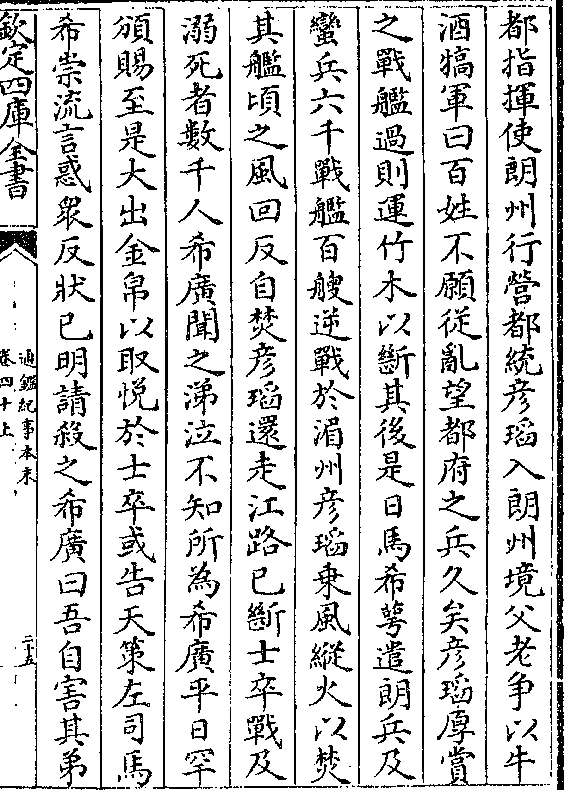 都指揮使朗州行營都統彦瑫入朗州境父老争以牛
酒犒軍曰百姓不願從亂望都府之兵久矣彦瑫厚賞
之戰艦過則運竹木以斷其後是日馬希萼遣朗兵及
蠻兵六千戰艦百艘逆戰於湄州彦瑫乗風縱火以焚
其艦頃之風回反自焚彦瑫還走江路已斷士卒戰及
溺死者數千人希廣聞之涕泣不知所為希廣平日罕
頒賜至是大出金帛以取悦於士卒或告天策左司馬
希崇流言惑衆反狀已明請殺之希廣曰吾自害其弟
欽定四庫全書
通鑑紀事本末
卷四十上
二十五